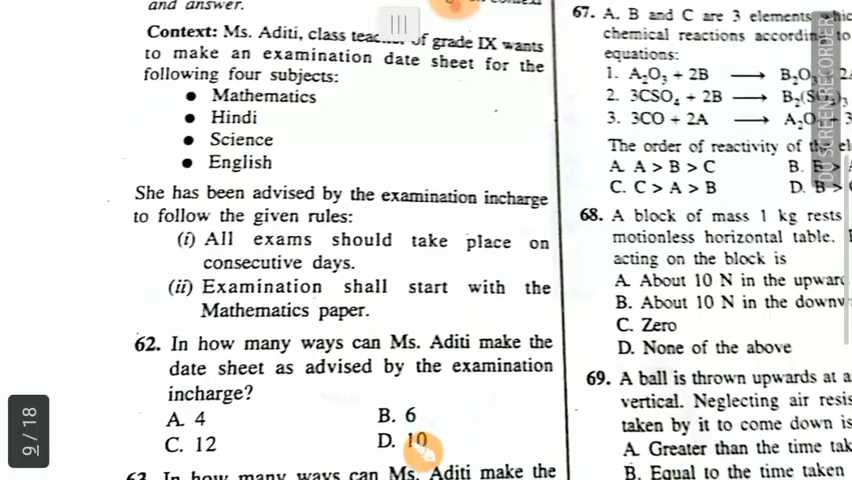 and answer.
Context: Ms. Aditi, class of grade IX wants
to make an examination date sheet for the
following four subjects:
● Mathematics
● Hindi
● Science
● English
She has been advised by the examination incharge
to follow the given rules:
(i) All exams should take place on
consecutive days.
(ii) Examination shall start with the
Mathematics paper.
62. In how many ways can Ms. Aditi make the
date sheet as advised by the examination
incharge?
A. 4 B. 6
C. 12 D. 10
63. In how many ways can Ms. Aditi make the
9 / 18
67. A, B and C are 3 elements
chemical reactions according to
equations:
1. A₂O₃ + 2B ⟶ B₂O₃
2. 3CSO₄ + 2B ⟶ B₂(SO₄)₃
3. 3CO + 2A ⟶ A₂O₃
The order of reactivity of the
A. A > B > C B.
C. C > A > B D. B >
68. A block of mass 1 kg rests
motionless horizontal table.
acting on the block is
A. About 10 N in the
B. About 10 N in the
C. Zero
D. None of the above
69. A ball is thrown upwards at
vertical. Neglecting air
taken by it to come down is
A. Greater than the time
B. Equal to the time taken
DU SCREEN RECORDER